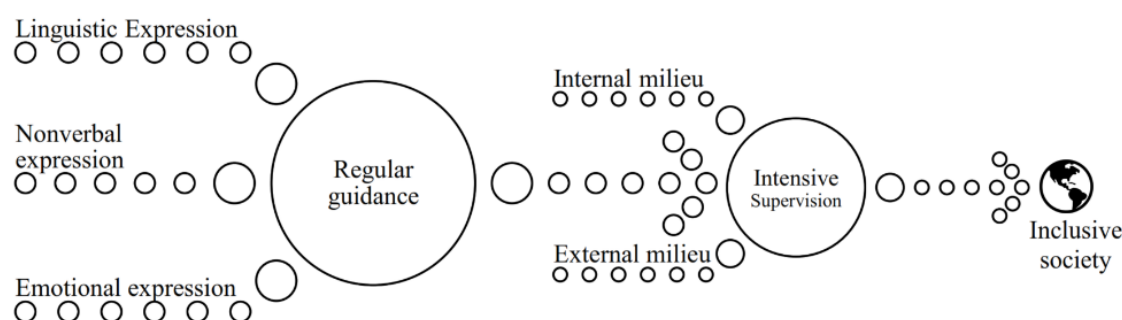 Linguistic Expression
Nonverbal
expression
Emotional expression
Regular
guidance
Internal milieu
External milieu
Intensive
Supervision
Inclusive
society